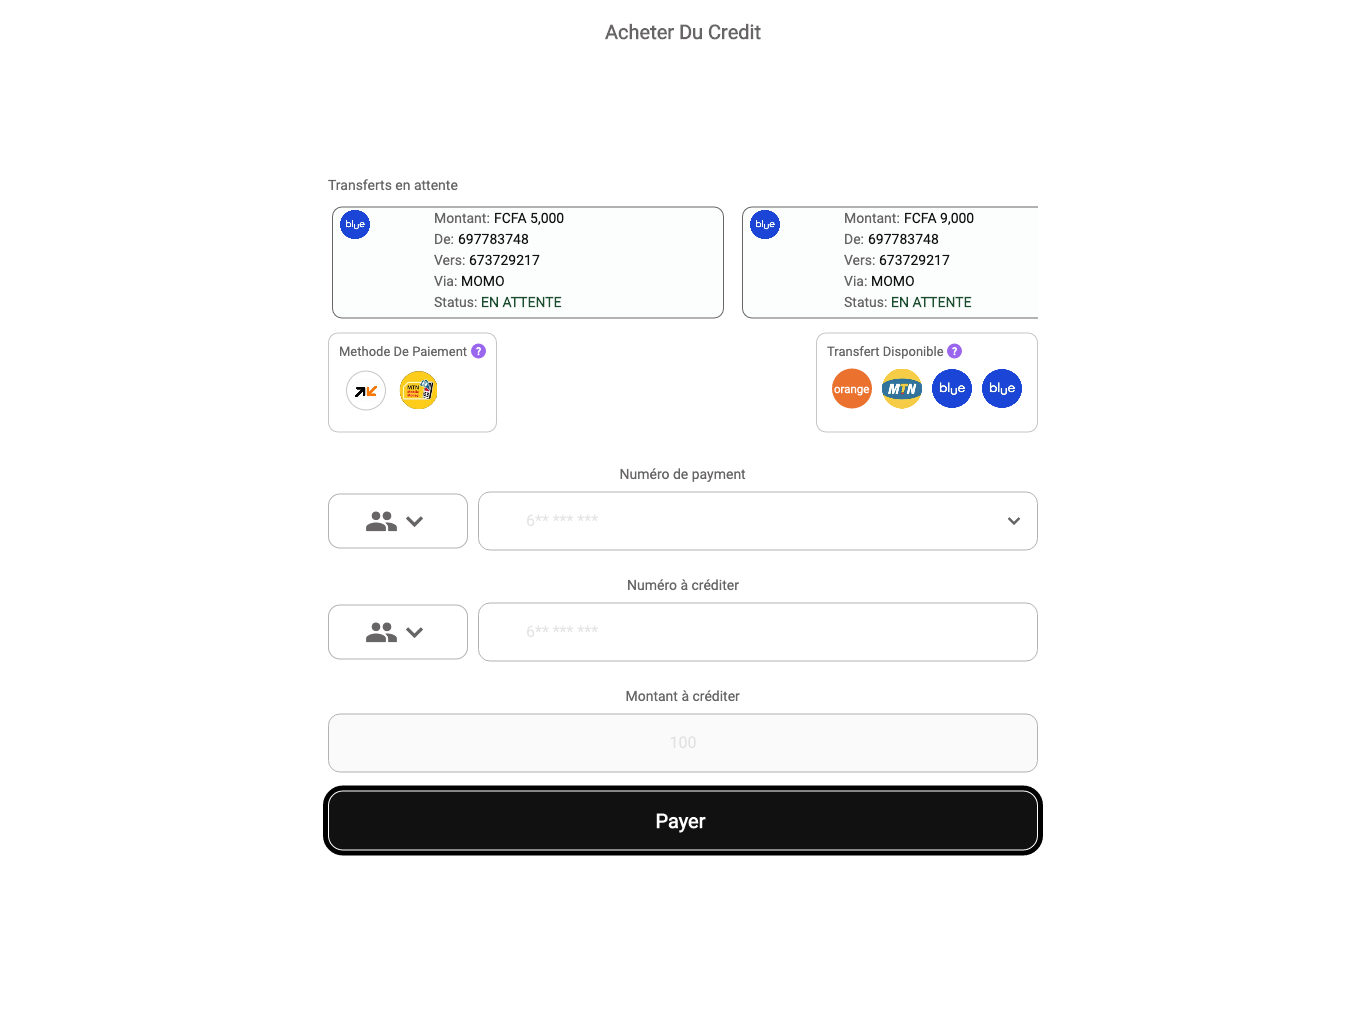 Acheter Du Credit
Transferts en attente
blue
Montant: FCFA 5,000
De: 697783748
Vers: 673729217
Via: MOMO
Status: EN ATTENTE
blue
Montant: FCFA 9,000
De: 697783748
Vers: 673729217
Via: MOMO
Status: EN ATTENTE
Methode De Paiement ?
MTN
Transfert Disponible ?
orange MTN blue blue
Numéro de payment
6** *** ***
Numéro à créditer
6** *** ***
Montant à créditer
100
Payer